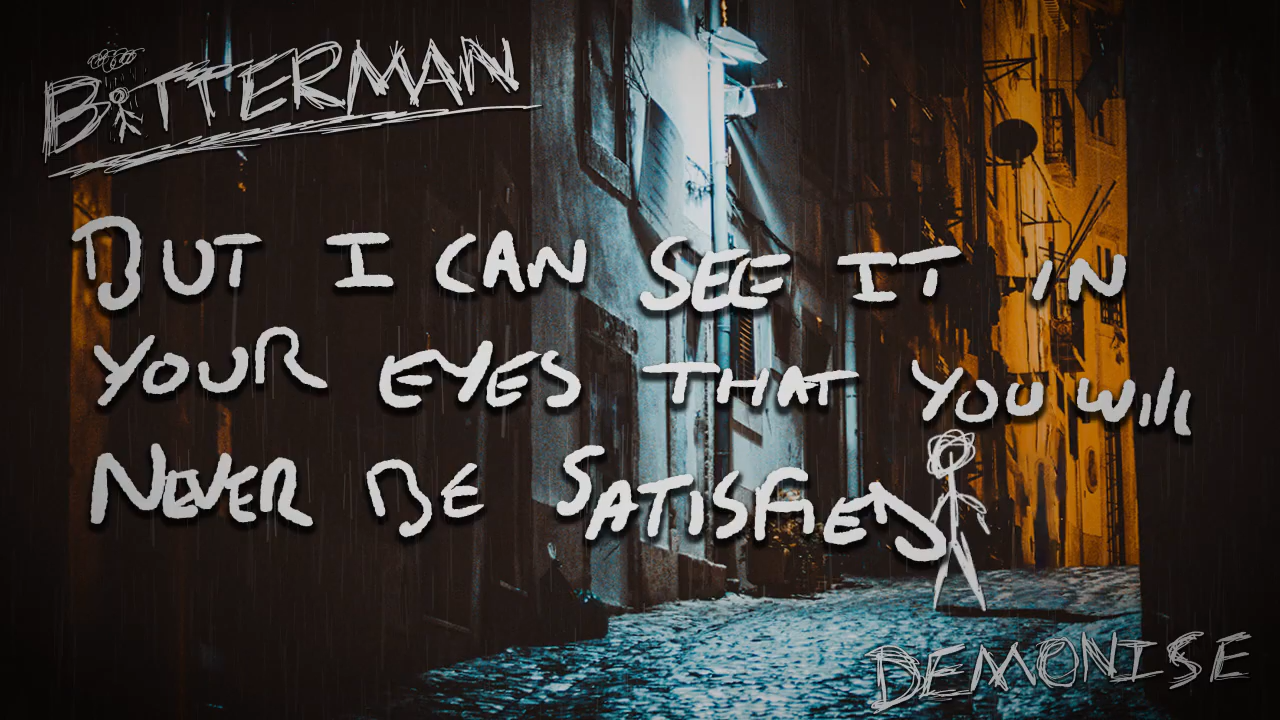 BITTERMAN
BUT I CAN SEE IT IN
YOUR EYES THAT YOU WILL
NEVER BE SATISFIED
DEMONISE